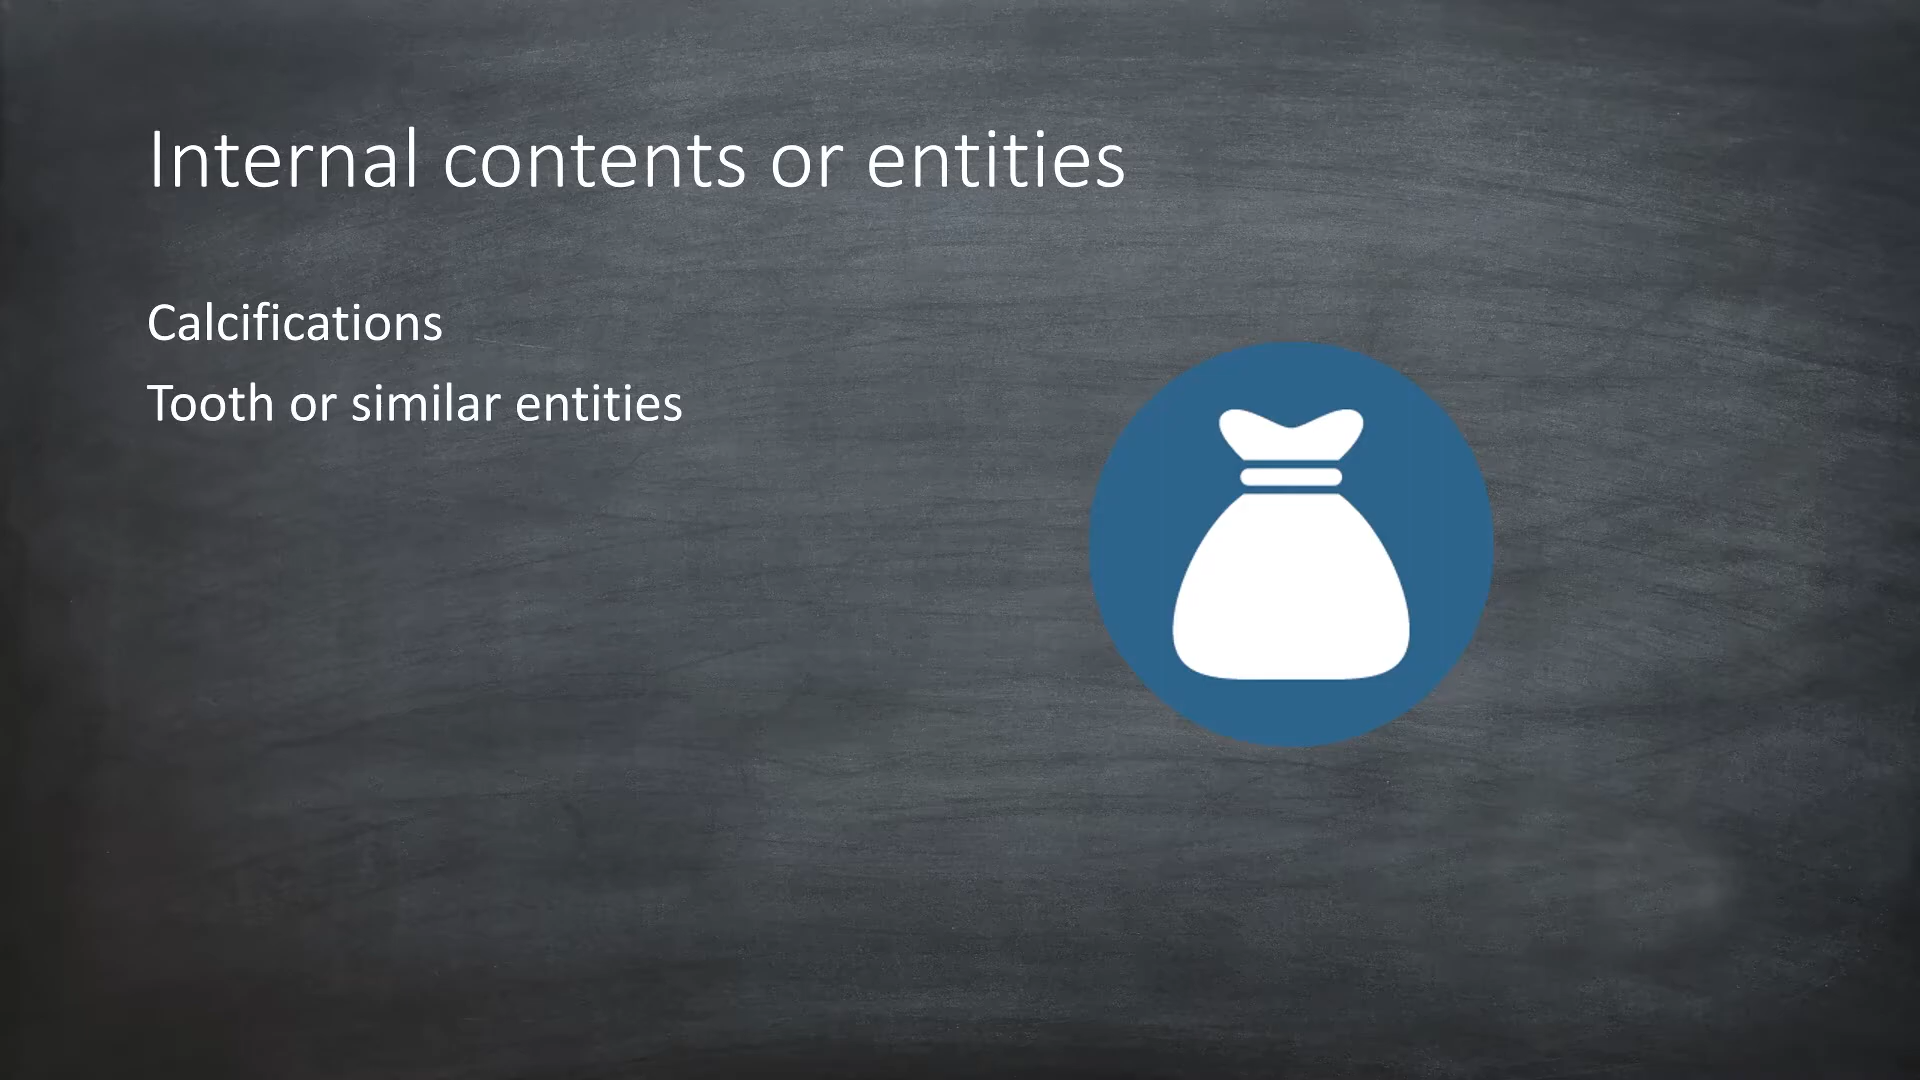 Internal contents or entities
Calcifications
Tooth or similar entities